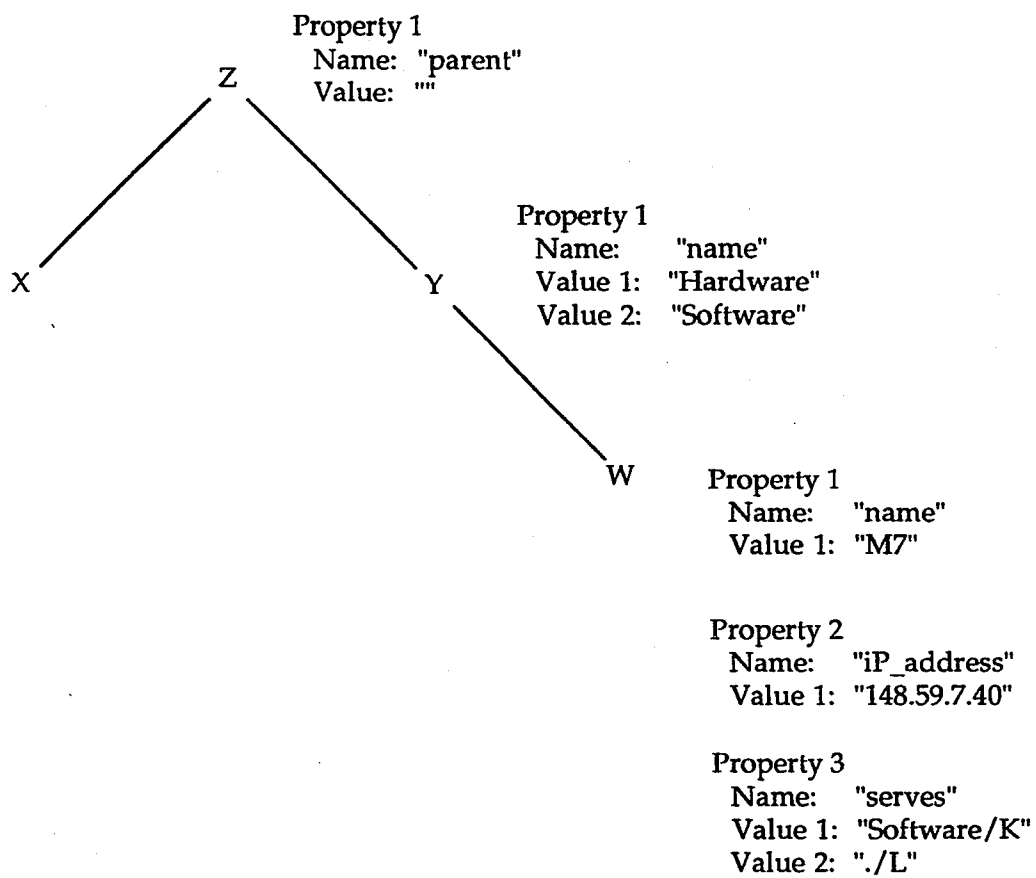 Property 1
Name: "parent"
Value: ""
Z
Property 1
Name: "name"
Value 1: "Hardware"
Value 2: "Software"
X
Y
W
Property 1
Name: "name"
Value 1: "M7"
Property 2
Name: "iP_address"
Value 1: "148.59.7.40"
Property 3
Name: "serves"
Value 1: "Software/K"
Value 2: "./L"